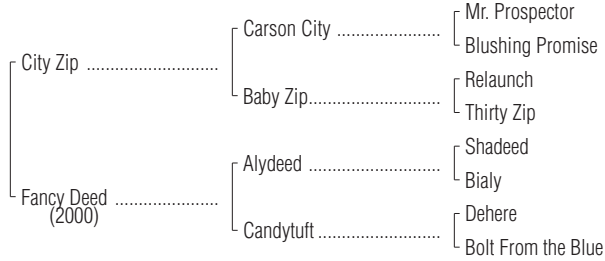 Mr. Prospector
Carson City ........................
Blushing Promise
City Zip ..............................
Relaunch
Baby Zip..............................
Thirty Zip
Shadeed
Alydeed ..............................
Bialy
Fancy Deed ........................
(2000)
Dehere
Candytuft ............................
Bolt From the Blue